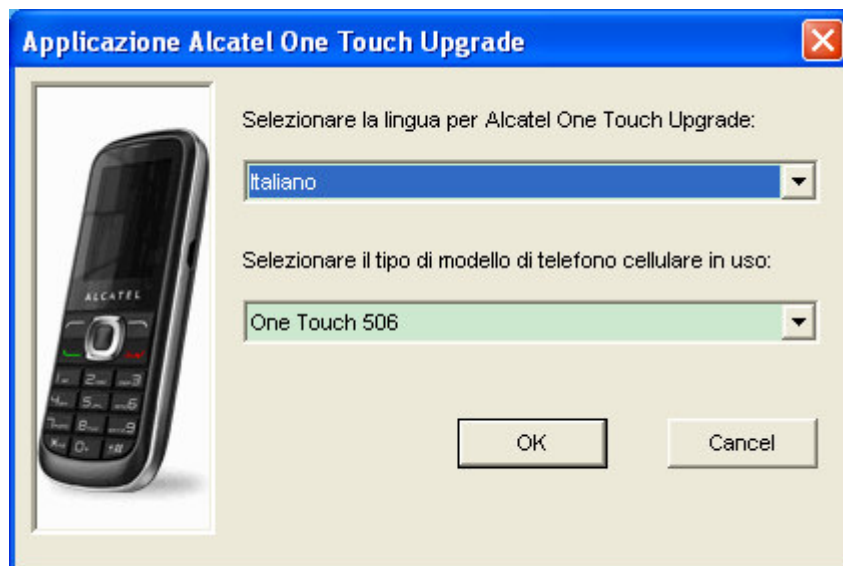 Applicazione Alcatel One Touch Upgrade
Selezionare la lingua per Alcatel One Touch Upgrade:
Italiano
Selezionare il tipo di modello di telefono cellulare in uso:
One Touch 506
OK
Cancel
ALCATEL